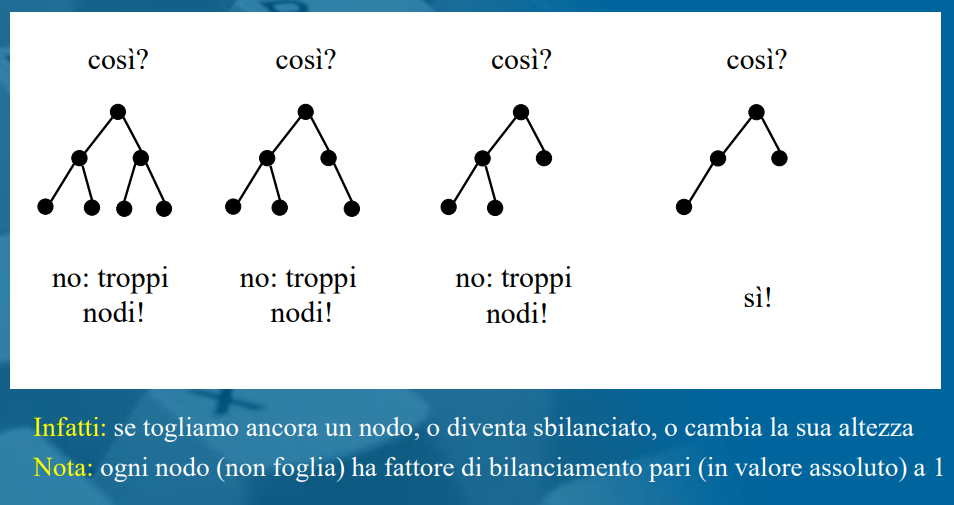 così? così? così? così?
no: troppi no: troppi no: troppi
nodi! nodi! nodi! sì!
Infatti: se togliamo ancora un nodo, o diventa sbilanciato, o cambia la sua altezza
Nota: ogni nodo (non foglia) ha fattore di bilanciamento pari (in valore assoluto) a 1